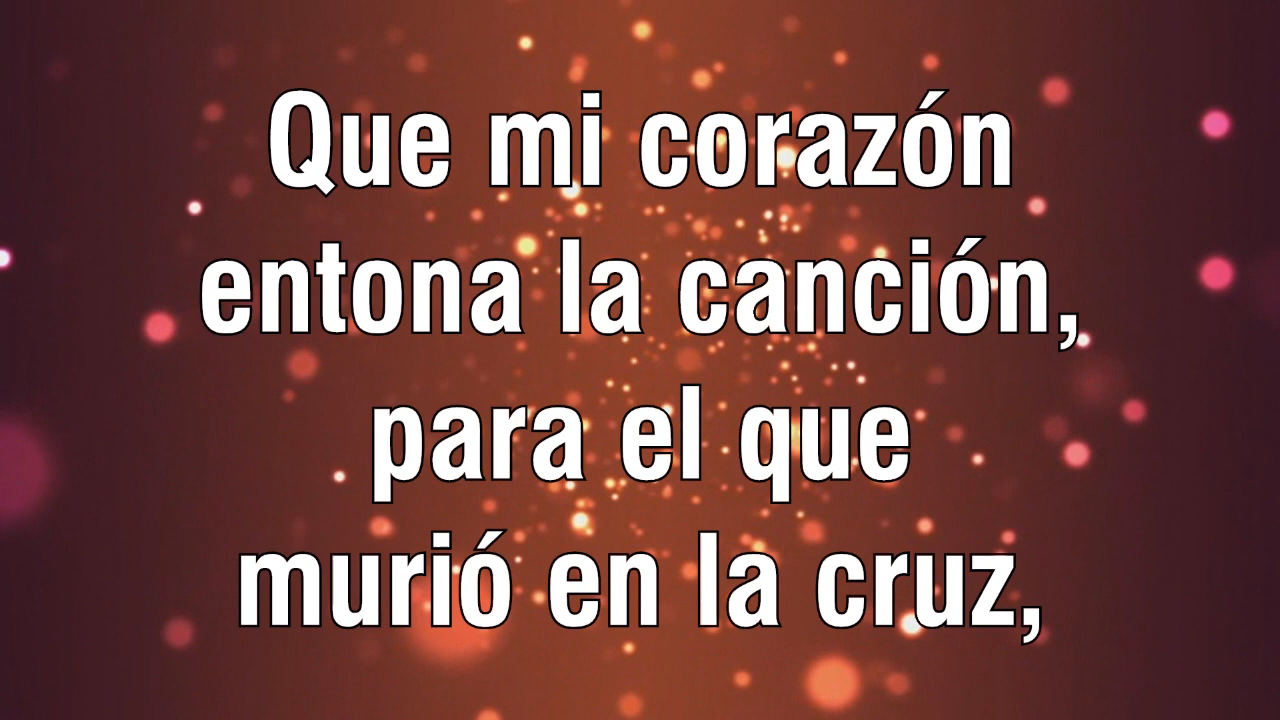 Que mi corazón
entona la canción,
para el que
murió en la cruz,